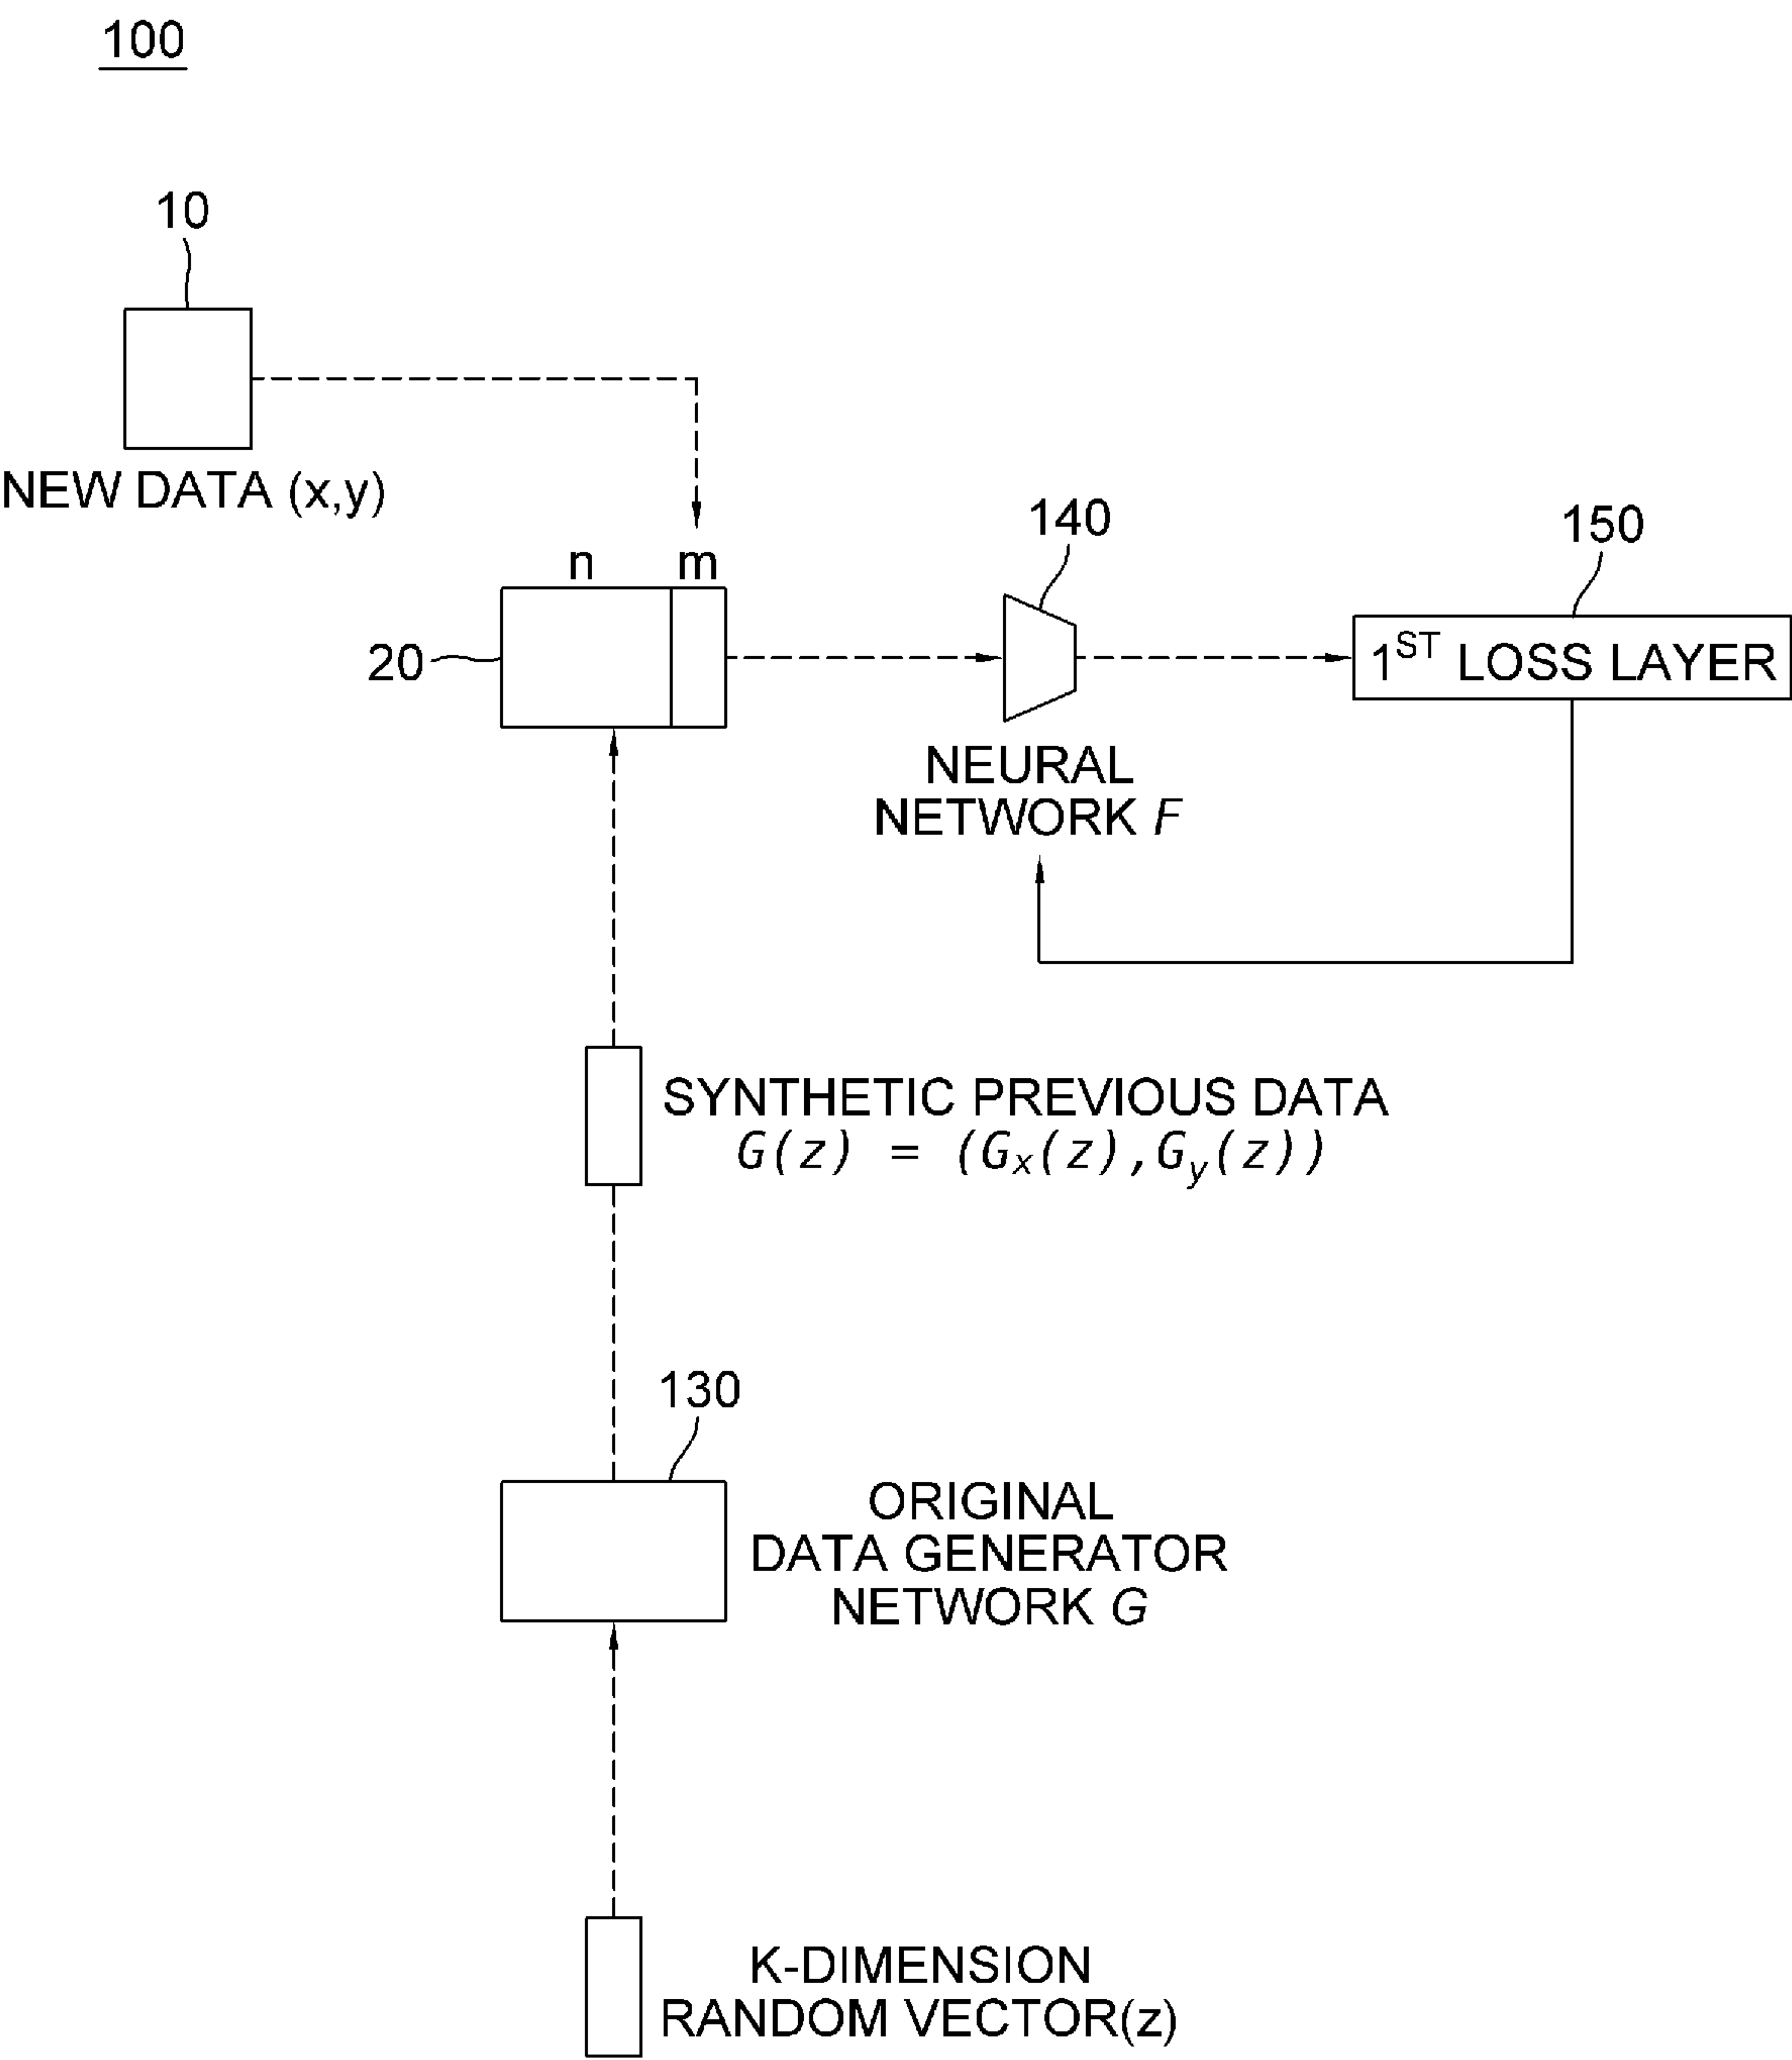 100
10
NEW DATA (x,y)
n m
20
140
150
1ST LOSS LAYER
NEURAL
NETWORK F
SYNTHETIC PREVIOUS DATA
G(z) = (Gx(z),Gy(z))
130
ORIGINAL
DATA GENERATOR
NETWORK G
K-DIMENSION
RANDOM VECTOR(z)